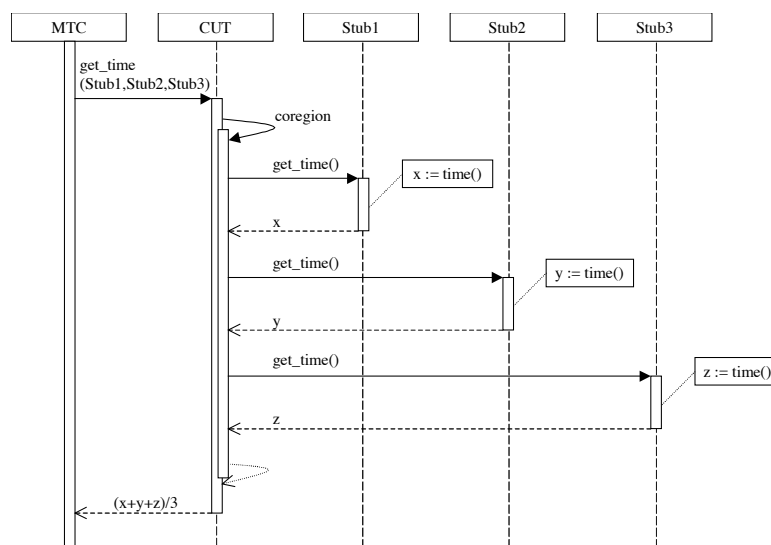 MTC
CUT
Stub1
Stub2
Stub3
get_time
(Stub1,Stub2,Stub3)
coregion
get_time()
x := time()
x
get_time()
y := time()
y
get_time()
z := time()
z
(x+y+z)/3